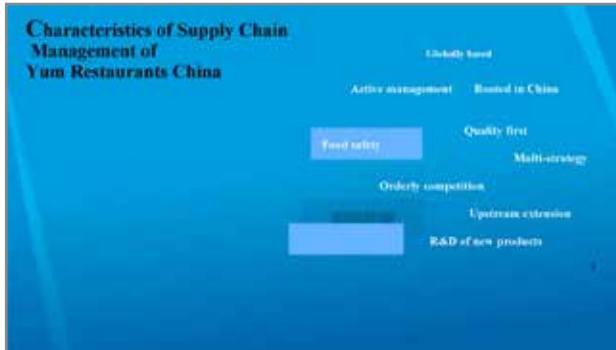 Characteristics of Supply Chain
Management of
Yum Restaurants China
Globally based
Active management Rooted in China
Quality first
Food safety
Multi-strategy
Orderly competition
Upstream extension
R&D of new products